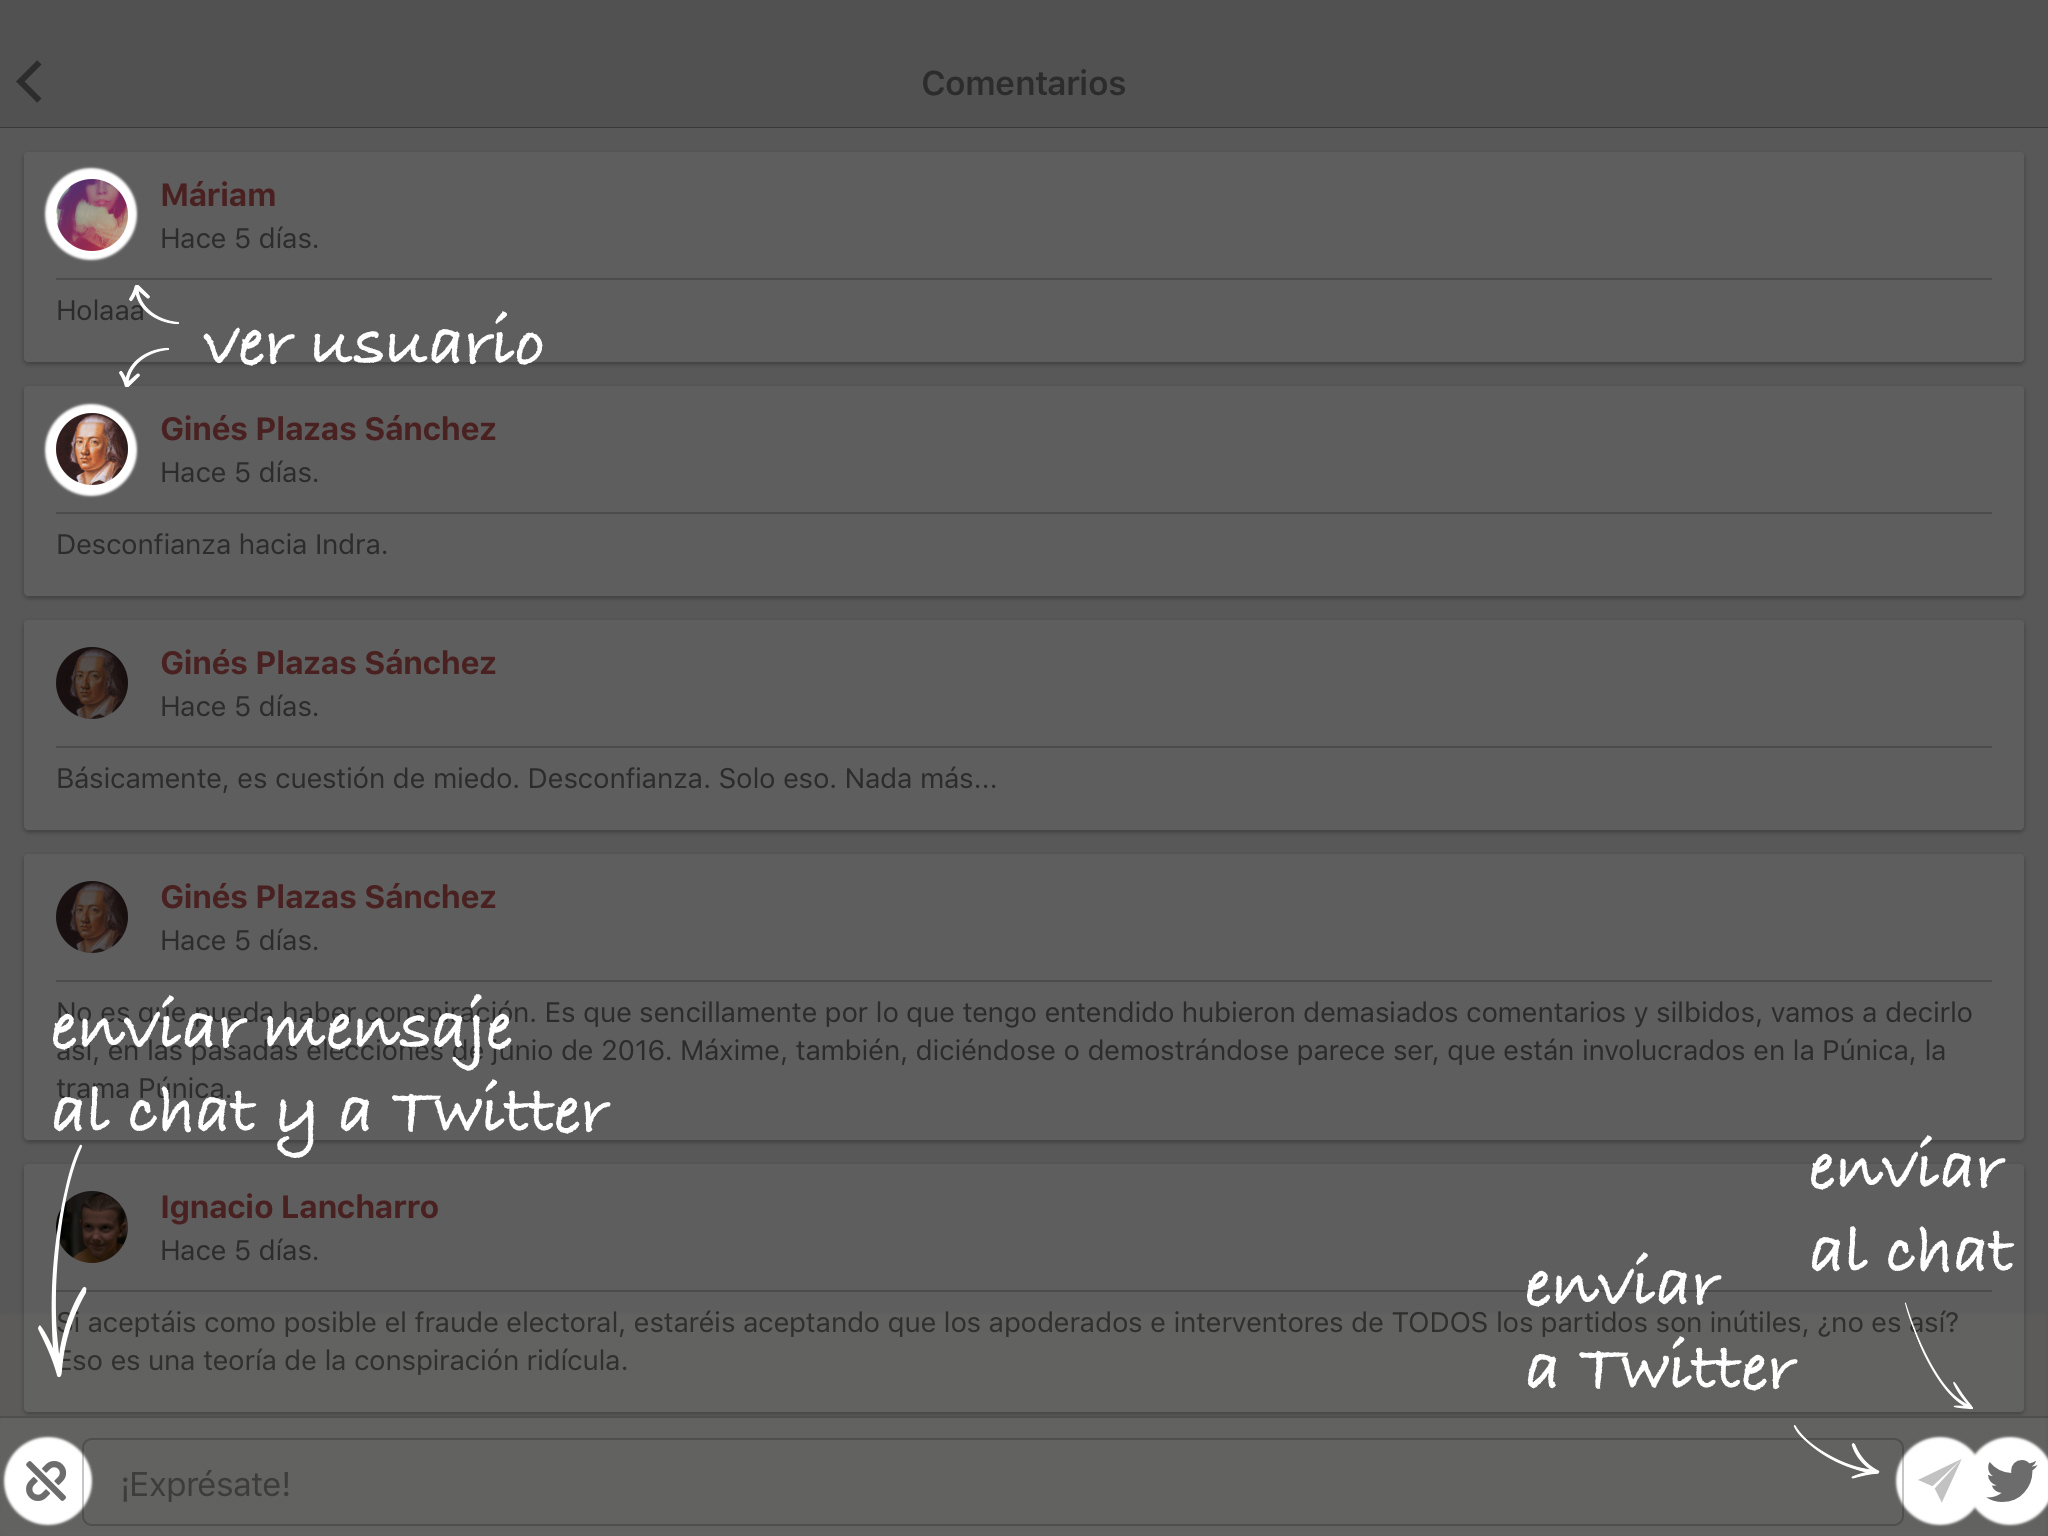 Comentarios
Máriam
Hace 5 días.
Holaaa
ver usuario
Ginés Plazas Sánchez
Hace 5 días.
Desconfianza hacia Indra.
Ginés Plazas Sánchez
Hace 5 días.
Básicamente, es cuestión de miedo. Desconfianza. Solo eso. Nada más...
Ginés Plazas Sánchez
Hace 5 días.
No es que pueda haber conspiración. Es que sencillamente por lo que tengo entendido hubieron demasiados comentarios y silbidos, vamos a decirlo
así, en las pasadas elecciones de junio de 2016. Máxime, también, diciéndose o demostrándose parece ser, que están involucrados en la Púnica, la
trama Púnica.
enviar mensaje
al chat y a Twitter
Ignacio Lancharro
Hace 5 días.
Si aceptáis como posible el fraude electoral, estaréis aceptando que los apoderados e interventores de TODOS los partidos son inútiles, ¿no es así?
Eso es una teoría de la conspiración ridícula.
enviar
al chat
enviar
a Twitter
¡Exprésate!